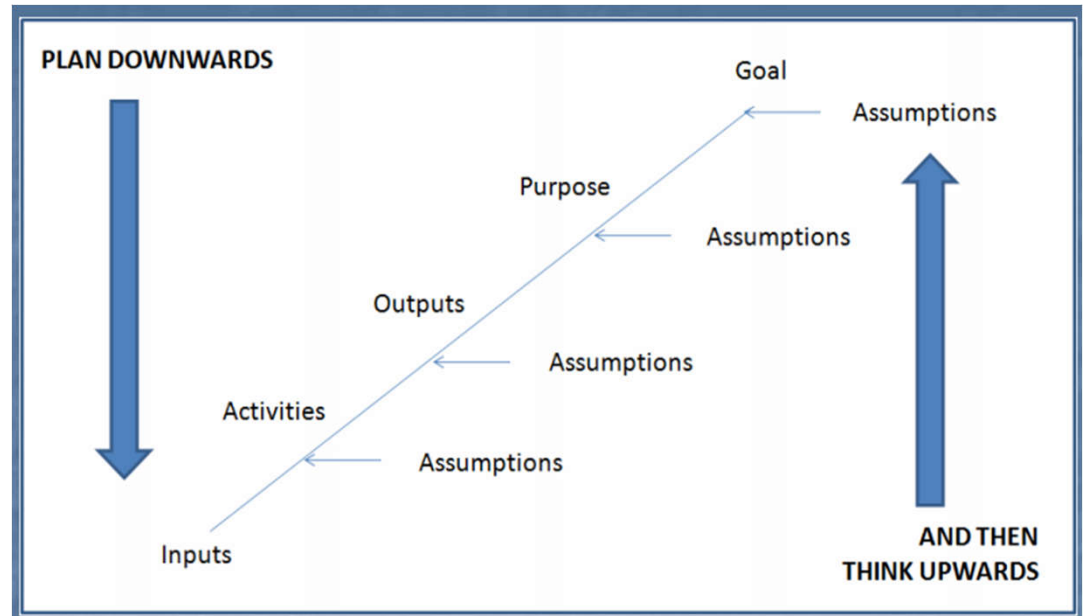 PLAN DOWNWARDS
Goal
Assumptions
Purpose
Assumptions
Outputs
Assumptions
Activities
Assumptions
Inputs
AND THEN
THINK UPWARDS